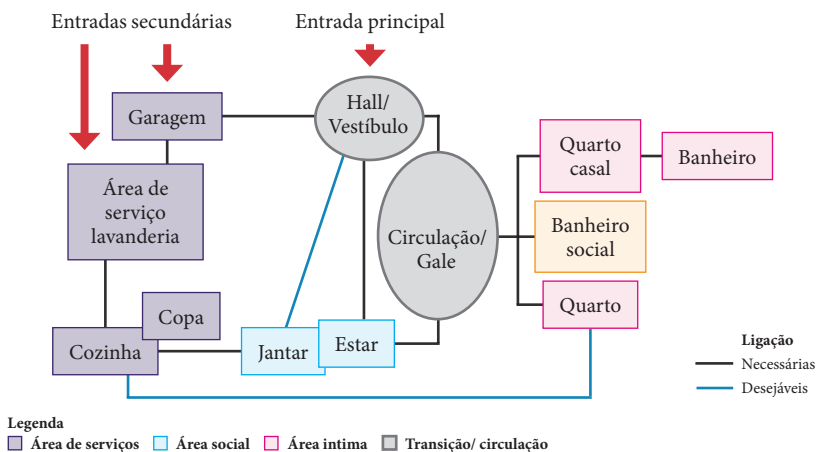 Entradas secundárias
Entrada principal
Garagem
Hall/
Vestíbulo
Quarto
casal
Banheiro
Área de
serviço
lavanderia
Circulação/
Gale
Banheiro
social
Copa
Quarto
Cozinha
Jantar
Estar
Ligação
Necessárias
Desejáveis
Legenda
Área de serviços
Área social
Área intima
Transição/ circulação